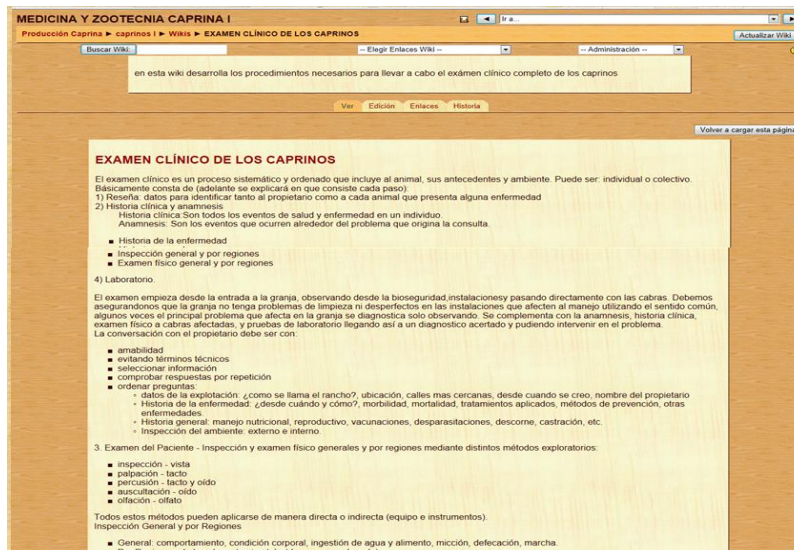 MEDICINA Y ZOOTECNIA CAPRINA I
Ir a...
Producción Caprina ► caprinos I ► Wikis ► EXAMEN CLÍNICO DE LOS CAPRINOS
Actualizar Wiki
Buscar Wiki:
-- Elegir Enlaces Wiki --
-- Administración --
en esta wiki desarrolla los procedimientos necesarios para llevar a cabo el exámen clínico completo de los caprinos
Ver Edición Enlaces Historia
Volver a cargar esta página
EXAMEN CLÍNICO DE LOS CAPRINOS
El examen clínico es un proceso sistemático y ordenado que incluye al animal, sus antecedentes y ambiente. Puede ser: individual o colectivo.
Básicamente consta de (adelante se explicará en que consiste cada paso):
1) Reseña: datos para identificar tanto al propietario como a cada animal que presenta alguna enfermedad
2) Historia clínica y anamnesis
Historia clínica:Son todos los eventos de salud y enfermedad en un individuo.
Anamnesis: Son los eventos que ocurren alrededor del problema que origina la consulta.
■ Historia de la enfermedad
■ Inspección general y por regiones
■ Examen físico general y por regiones
4) Laboratorio.
El examen empieza desde la entrada a la granja, observando desde la bioseguridad,instalacionesy pasando directamente con las cabras. Debemos
asegurandonos que la granja no tenga problemas de limpieza ni desperfectos en las instalaciones que afecten al manejo utilizando el sentido común,
algunos veces el principal problema que afecta en la granja se diagnostica solo observando. Se complementa con la anamnesis, historia clínica,
examen físico a cabras afectadas, y pruebas de laboratorio llegando así a un diagnostico acertado y pudiendo intervenir en el problema.
La conversación con el propietario debe ser con:
■ amabilidad
■ evitando términos técnicos
■ seleccionar información
■ comprobar respuestas por repetición
■ ordenar preguntas:
◦ datos de la explotación: ¿como se llama el rancho?, ubicación, calles mas cercanas, desde cuando se creo, nombre del propietario
◦ Historia de la enfermedad: ¿desde cuándo y cómo?, morbilidad, mortalidad, tratamientos aplicados, métodos de prevención, otras
enfermedades.
◦ Historia general: manejo nutricional, reproductivo, vacunaciones, desparasitaciones, descorne, castración, etc.
◦ Inspección del ambiente: externo e interno.
3. Examen del Paciente - Inspección y examen físico generales y por regiones mediante distintos métodos exploratorios:
■ inspección - vista
■ palpación - tacto
■ percusión - tacto y oído
■ auscultación - oído
■ olfación - olfato
Todos estos métodos pueden aplicarse de manera directa o indirecta (equipo e instrumentos).
Inspección General y por Regiones
■ General: comportamiento, condición corporal, ingestión de agua y alimento, micción, defecación, marcha.